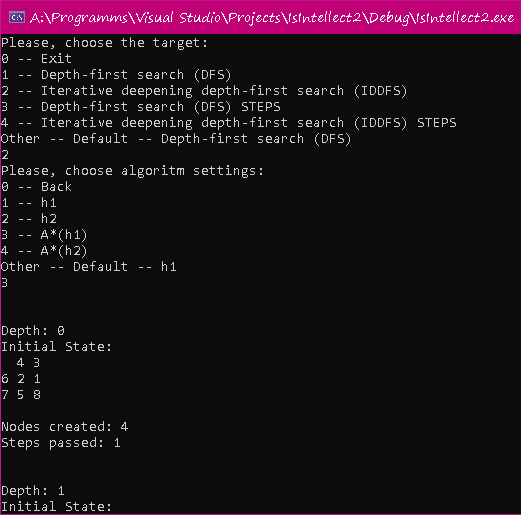 A:\Programms\Visual Studio\Projects\IsIntellect2\Debug\IsIntellect2.exe
Please, choose the target:
0 -- Exit
1 -- Depth-first search (DFS)
2 -- Iterative deepening depth-first search (IDDFS)
3 -- Depth-first search (DFS) STEPS
4 -- Iterative deepening depth-first search (IDDFS) STEPS
Other -- Default -- Depth-first search (DFS)
2
Please, choose algoritm settings:
0 -- Back
1 -- h1
2 -- h2
3 -- A*(h1)
4 -- A*(h2)
Other -- Default -- h1
3
Depth: 0
Initial State:
  4 3
6 2 1
7 5 8
Nodes created: 4
Steps passed: 1
Depth: 1
Initial State: